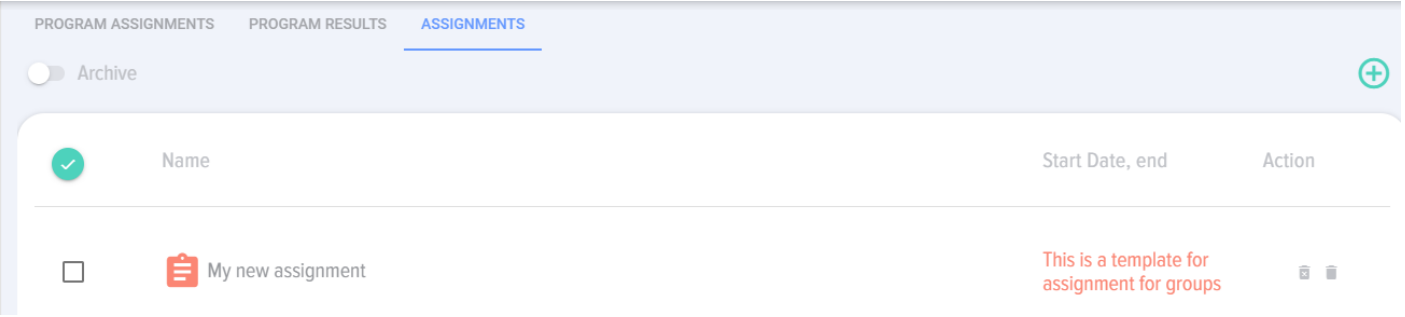 PROGRAM ASSIGNMENTS PROGRAM RESULTS ASSIGNMENTS
Archive
Name Start Date, end Action
My new assignment
This is a template for
assignment for groups